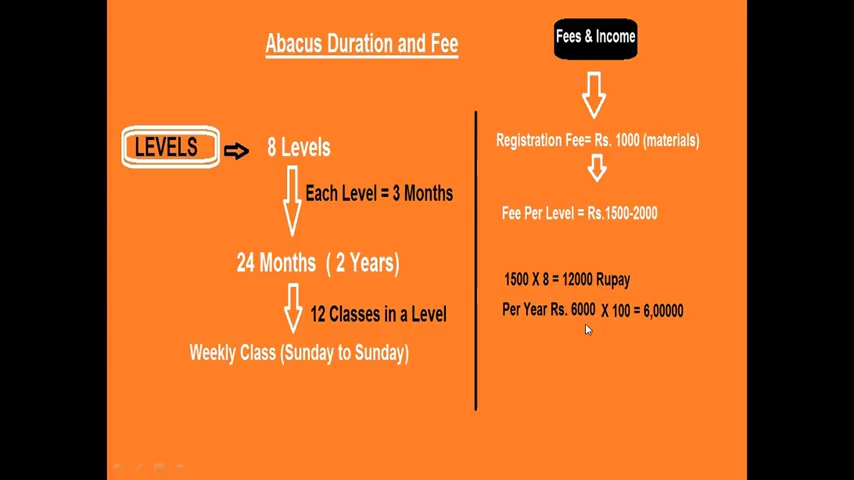 Abacus Duration and Fee
LEVELS
8 Levels
Each Level = 3 Months
24 Months ( 2 Years)
12 Classes in a Level
Weekly Class (Sunday to Sunday)
Fees & Income
Registration Fee= Rs. 1000 (materials)
Fee Per Level = Rs.1500-2000
1500 X 8 = 12000 Rupay
Per Year Rs. 6000 X 100 = 6,00000